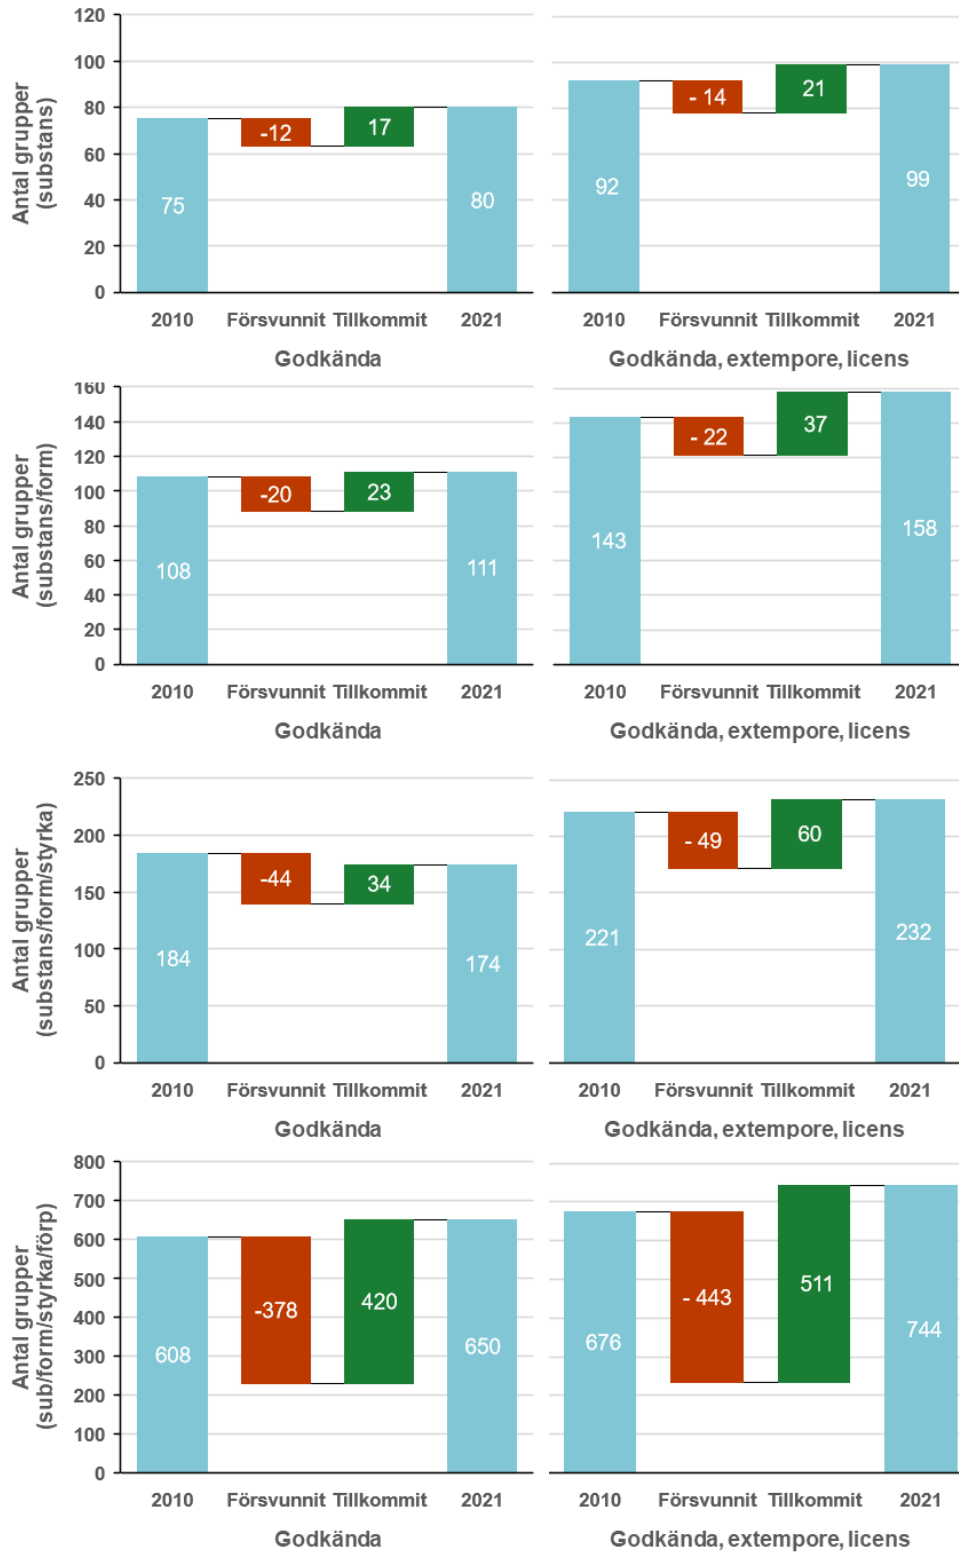 120
100
80
60
40
20
0
Antal grupper
(substans)
75
-12
17
80
2010 Försvunnit Tillkommit 2021
Godkända
92
- 14
21
99
2010 Försvunnit Tillkommit 2021
Godkända, extempore, licens
160
140
120
100
80
60
40
20
0
Antal grupper
(substans/form)
108
-20
23
111
2010 Försvunnit Tillkommit 2021
Godkända
143
- 22
37
158
2010 Försvunnit Tillkommit 2021
Godkända, extempore, licens
250
200
150
100
50
0
Antal grupper
(substans/form/styrka)
184
-44
34
174
2010 Försvunnit Tillkommit 2021
Godkända
221
- 49
60
232
2010 Försvunnit Tillkommit 2021
Godkända, extempore, licens
800
700
600
500
400
300
200
100
0
Antal grupper
(sub/form/styrka/förp)
608
-378
420
650
2010 Försvunnit Tillkommit 2021
Godkända
676
- 443
511
744
2010 Försvunnit Tillkommit 2021
Godkända, extempore, licens